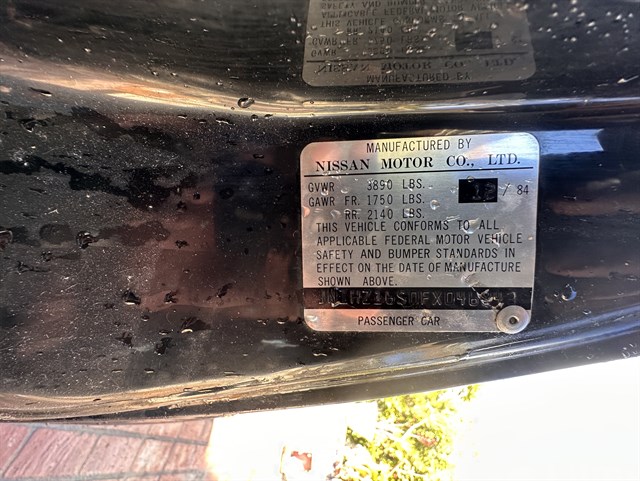 MANUFACTURED BY
NISSAN MOTOR CO., LTD.
GVWR 3890 LBS. / 84
GAWR FR. 1750 LBS.
RR. 2140 LBS.
THIS VEHICLE CONFORMS TO ALL
APPLICABLE FEDERAL MOTOR VEHICLE
SAFETY AND BUMPER STANDARDS IN
EFFECT ON THE DATE OF MANUFACTURE
SHOWN ABOVE.
PASSENGER CAR